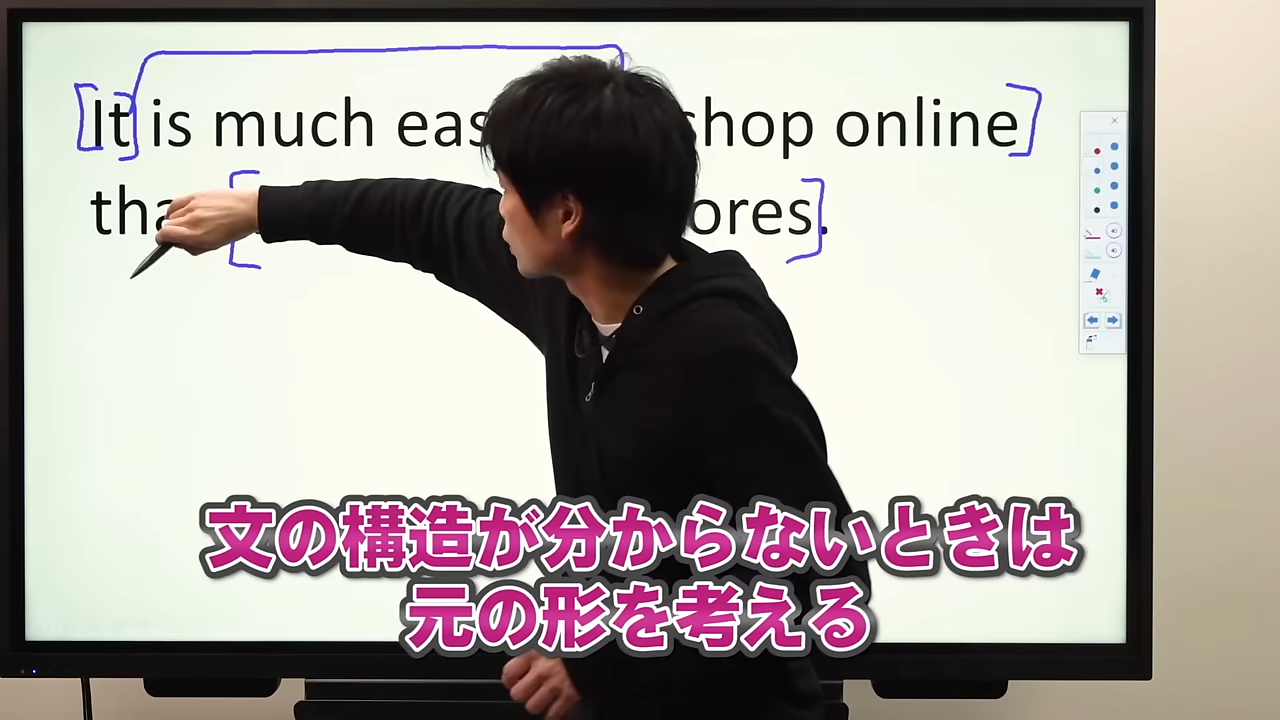 It is much eas shop online
tha ores.
文の構造が分からないときは
元の形を考える